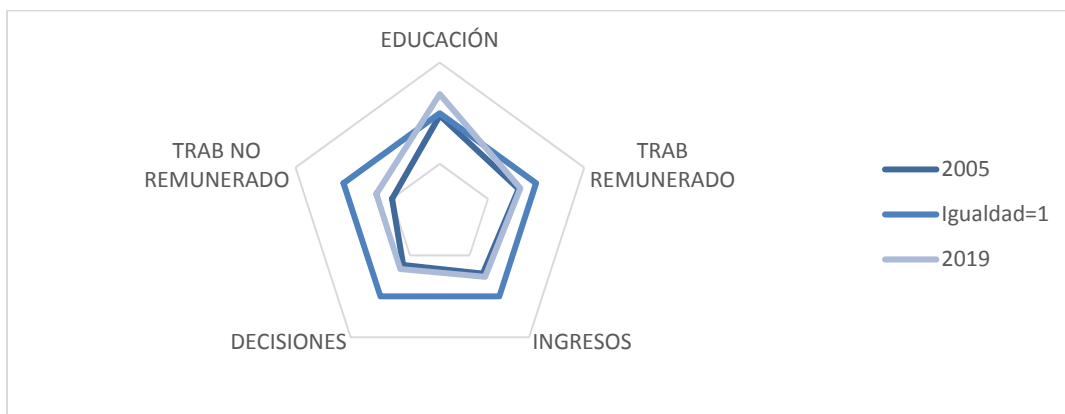 EDUCACIÓN
TRAB NO
REMUNERADO
TRAB
REMUNERADO
DECISIONES
INGRESOS
2005
Igualdad=1
2019